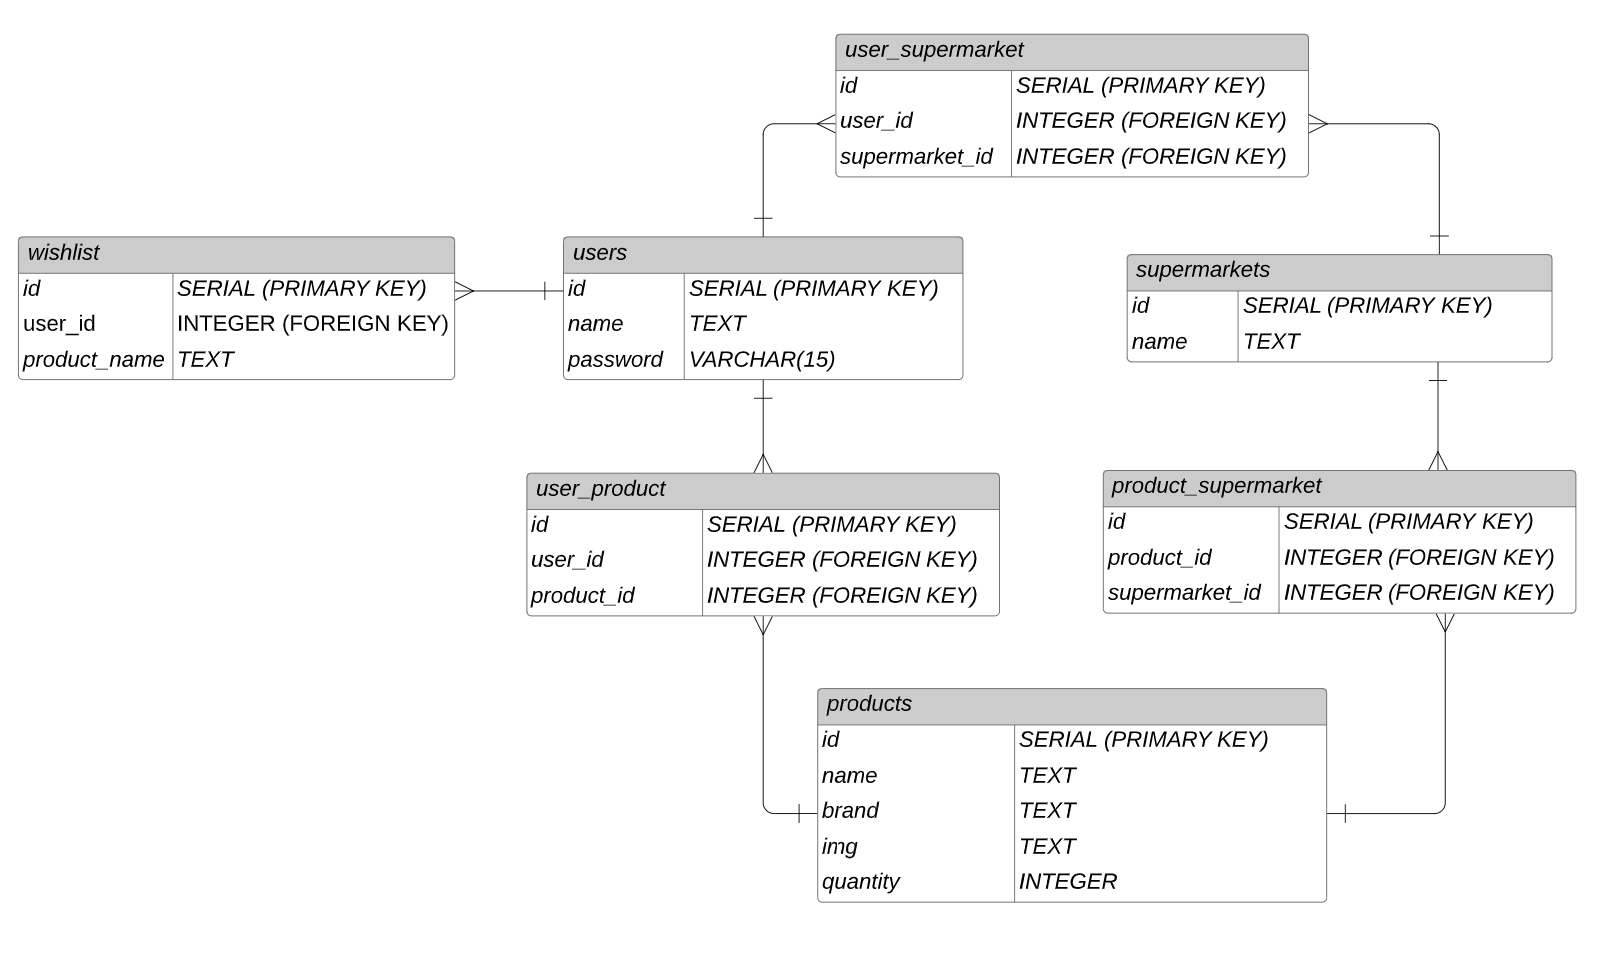 user_supermarket
id SERIAL (PRIMARY KEY)
user_id INTEGER (FOREIGN KEY)
supermarket_id INTEGER (FOREIGN KEY)
wishlist
id SERIAL (PRIMARY KEY)
user_id INTEGER (FOREIGN KEY)
product_name TEXT
users
id SERIAL (PRIMARY KEY)
name TEXT
password VARCHAR(15)
supermarkets
id SERIAL (PRIMARY KEY)
name TEXT
user_product
id SERIAL (PRIMARY KEY)
user_id INTEGER (FOREIGN KEY)
product_id INTEGER (FOREIGN KEY)
product_supermarket
id SERIAL (PRIMARY KEY)
product_id INTEGER (FOREIGN KEY)
supermarket_id INTEGER (FOREIGN KEY)
products
id SERIAL (PRIMARY KEY)
name TEXT
brand TEXT
img TEXT
quantity INTEGER